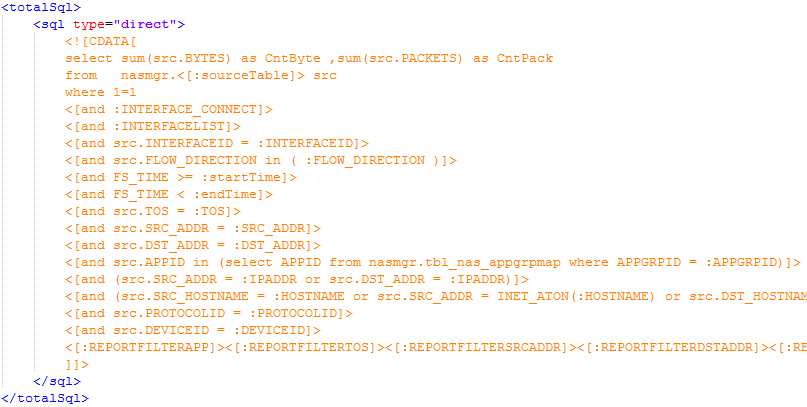 <totalSql>
<sql type="direct">
<![CDATA[
select sum(src.BYTES) as CntByte ,sum(src.PACKETS) as CntPack
from   nasmgr.<[:sourceTable]> src
where 1=1
<[and :INTERFACE_CONNECT]>
<[and :INTERFACELIST]>
<[and src.INTERFACEID = :INTERFACEID]>
<[and src.FLOW_DIRECTION in ( :FLOW_DIRECTION )]>
<[and FS_TIME >= :startTime]>
<[and FS_TIME < :endTime]>
<[and src.TOS = :TOS]>
<[and src.SRC_ADDR = :SRC_ADDR]>
<[and src.DST_ADDR = :DST_ADDR]>
<[and src.APPID in (select APPID from nasmgr.tbl_nas_appgrpmap where APPGRPID = :APPGRPID)]>
<[and (src.SRC_ADDR = :IPADDR or src.DST_ADDR = :IPADDR)]>
<[and (src.SRC_HOSTNAME = :HOSTNAME or src.SRC_ADDR = INET_ATON(:HOSTNAME) or src.DST_HOSTNAM
<[and src.PROTOCOLID = :PROTOCOLID]>
<[and src.DEVICEID = :DEVICEID]>
<[:REPORTFILTERAPP]><[:REPORTFILTERTOS]><[:REPORTFILTERSRCADDR]><[:REPORTFILTERDSTADDR]><[:RE
]]>
</sql>
</totalSql>